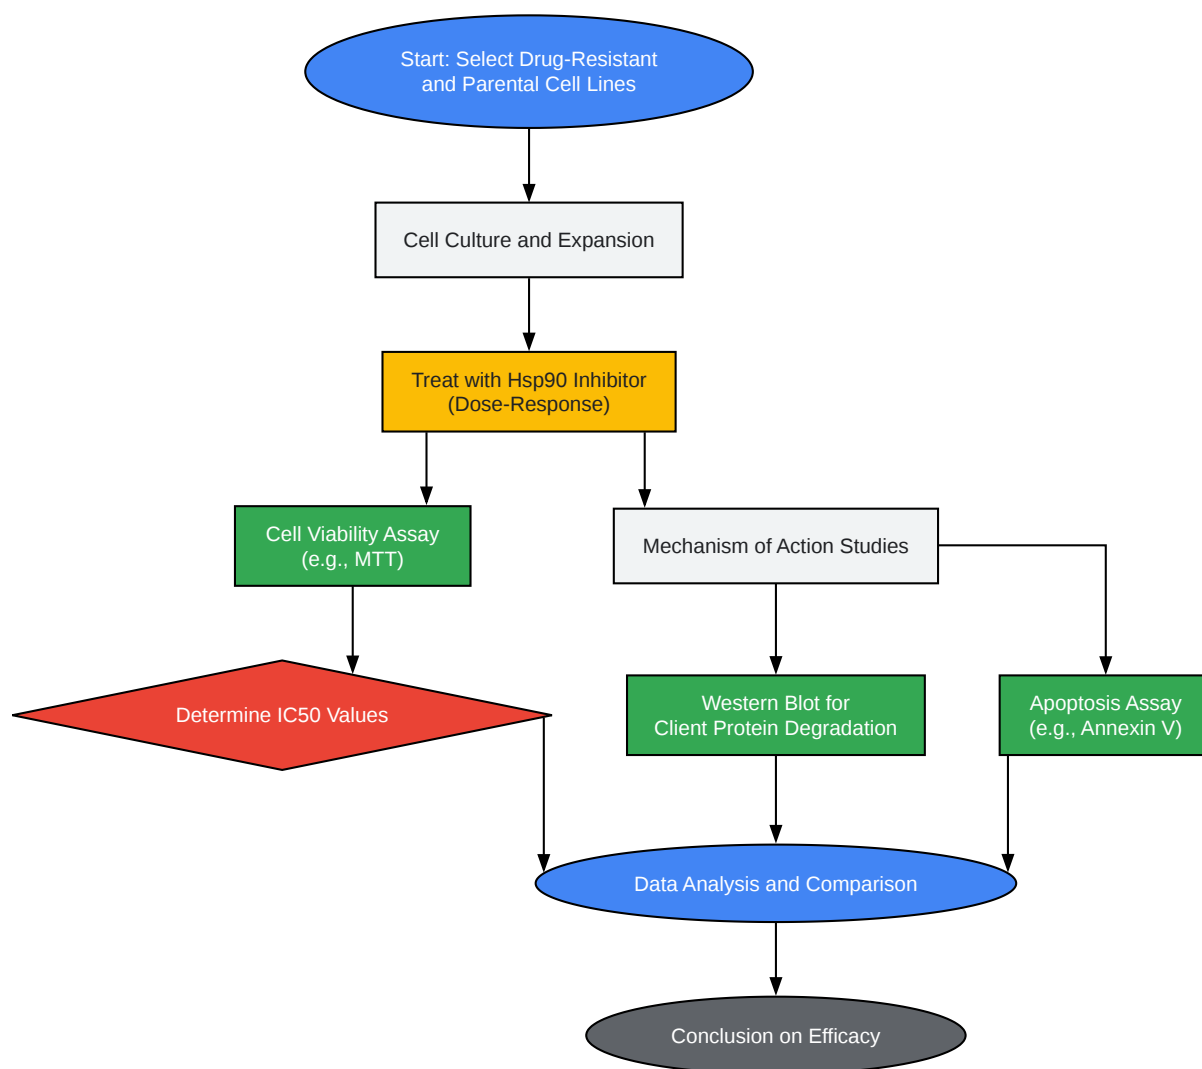 Start: Select Drug-Resistant
and Parental Cell Lines
Cell Culture and Expansion
Treat with Hsp90 Inhibitor
(Dose-Response)
Cell Viability Assay
(e.g., MTT)
Mechanism of Action Studies
Determine IC50 Values
Western Blot for
Client Protein Degradation
Apoptosis Assay
(e.g., Annexin V)
Data Analysis and Comparison
Conclusion on Efficacy